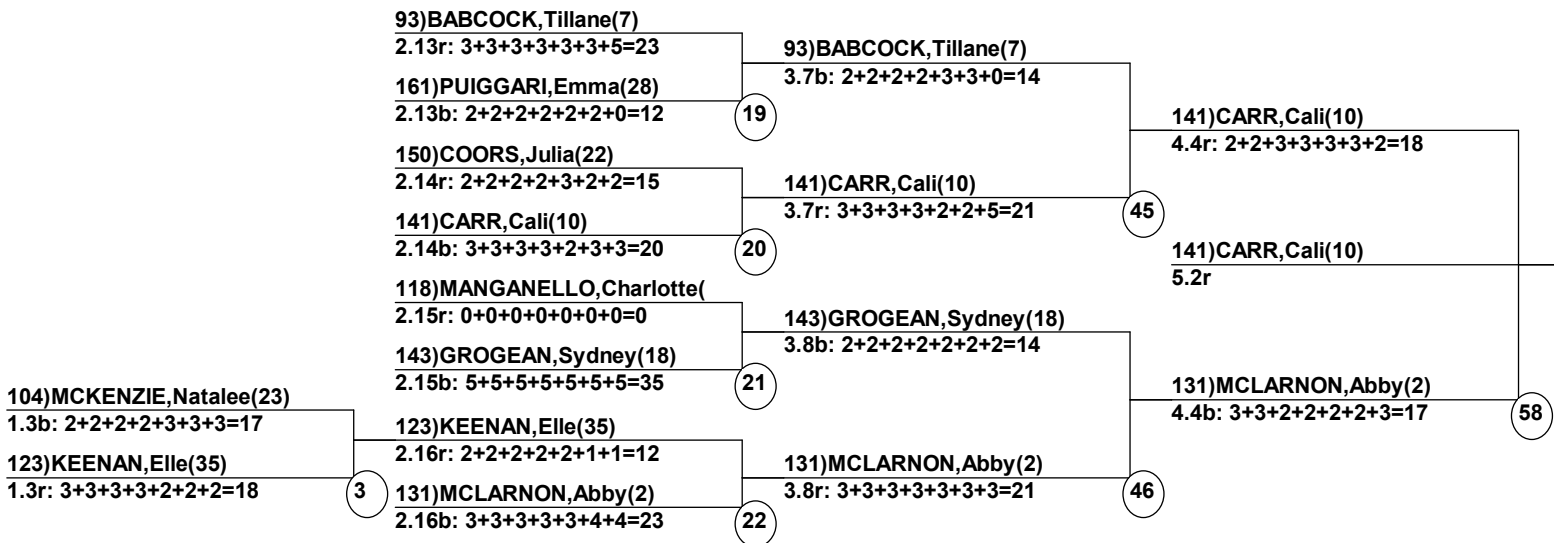 93)BABCOCK,Tillane(7)
2.13r: 3+3+3+3+3+3+5=23
161)PUIGGARI,Emma(28)
2.13b: 2+2+2+2+2+2+0=12
19
93)BABCOCK,Tillane(7)
3.7b: 2+2+2+2+3+3+0=14
150)COORS,Julia(22)
2.14r: 2+2+2+2+3+2+2=15
141)CARR,Cali(10)
2.14b: 3+3+3+3+2+3+3=20
20
141)CARR,Cali(10)
3.7r: 3+3+3+3+2+2+5=21
45
141)CARR,Cali(10)
4.4r: 2+2+3+3+3+3+2=18
118)MANGANELLO,Charlotte(
2.15r: 0+0+0+0+0+0+0=0
143)GROGEAN,Sydney(18)
2.15b: 5+5+5+5+5+5+5=35
21
143)GROGEAN,Sydney(18)
3.8b: 2+2+2+2+2+2+2=14
141)CARR,Cali(10)
5.2r
104)MCKENZIE,Natalee(23)
1.3b: 2+2+2+2+3+3+3=17
123)KEENAN,Elle(35)
1.3r: 3+3+3+3+2+2+2=18
3
123)KEENAN,Elle(35)
2.16r: 2+2+2+2+2+1+1=12
131)MCLARNON,Abby(2)
2.16b: 3+3+3+3+3+4+4=23
22
131)MCLARNON,Abby(2)
3.8r: 3+3+3+3+3+3+3=21
46
131)MCLARNON,Abby(2)
4.4b: 3+3+2+2+2+2+3=17
58